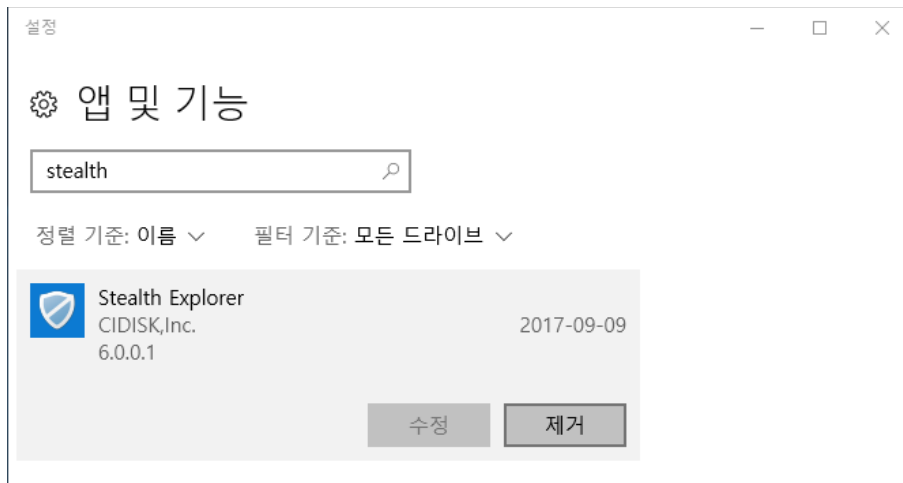 설정
앱 및 기능
stealth
정렬 기준: 이름 필터 기준: 모든 드라이브
Stealth Explorer
CIDISK,Inc. 2017-09-09
6.0.0.1
수정 제거